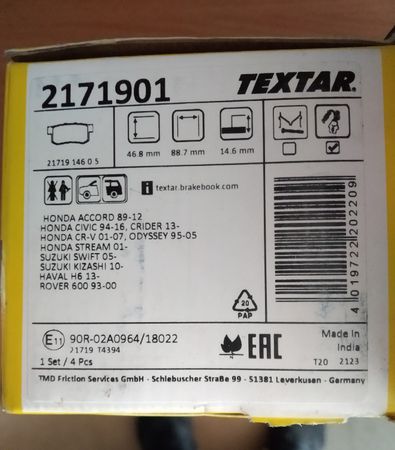 2171901
TEXTAR®
46.8 mm 88.7 mm 14.6 mm
21719 146 0 5
i textar.brakebook.com
HONDA ACCORD 89-12
HONDA CIVIC 94-16, CRIDER 13-
HONDA CR-V 01-07, ODYSSEY 95-05
HONDA STREAM 01-
SUZUKI SWIFT 05-
SUZUKI KIZASHI 10-
HAVAL H6 13-
ROVER 600 93-00
4019722202209
20
PAP
E11 90R-02A0964/18022
21719 T4394
1 Set / 4 Pcs
EAC
Made in
India
T20 2123
TMD Friction Services GmbH - Schlebuscher Straße 99 - 51381 Leverkusen - Germany